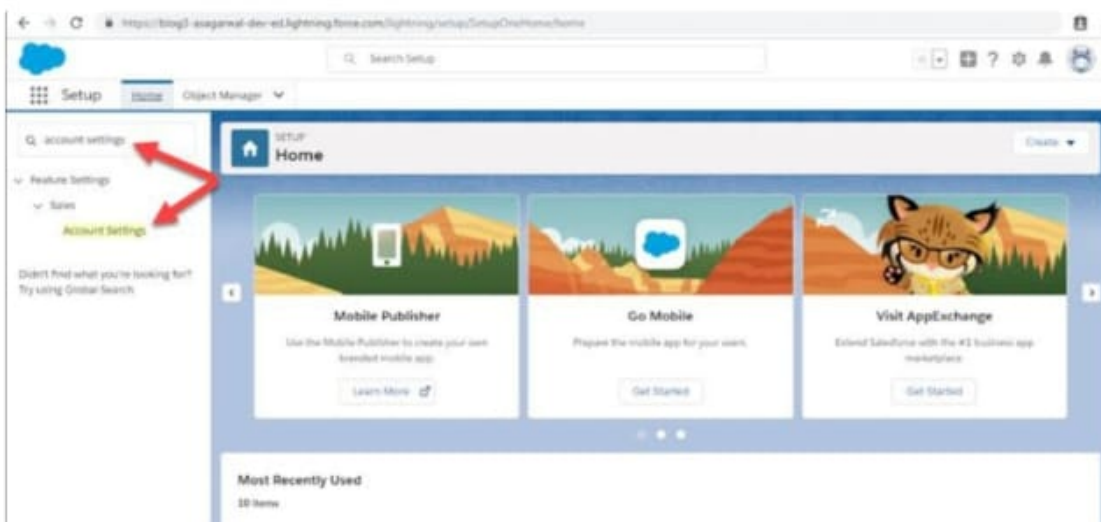 https://blog3-asagarwal-dev-ed.lightning.force.com/lightning/setup/SetupOneHome/home
Search Setup
Setup Home Object Manager
account settings
Feature Settings
Sales
Account Settings
Didn't find what you're looking for?
Try using Global Search
SETUP
Home
Create
Mobile Publisher
Use the Mobile Publisher to create your own
branded mobile app.
Learn More
Go Mobile
Prepare the mobile app for your users.
Get Started
Visit AppExchange
Extend Salesforce with the #1 business app
marketplace.
Get Started
Most Recently Used
10 items